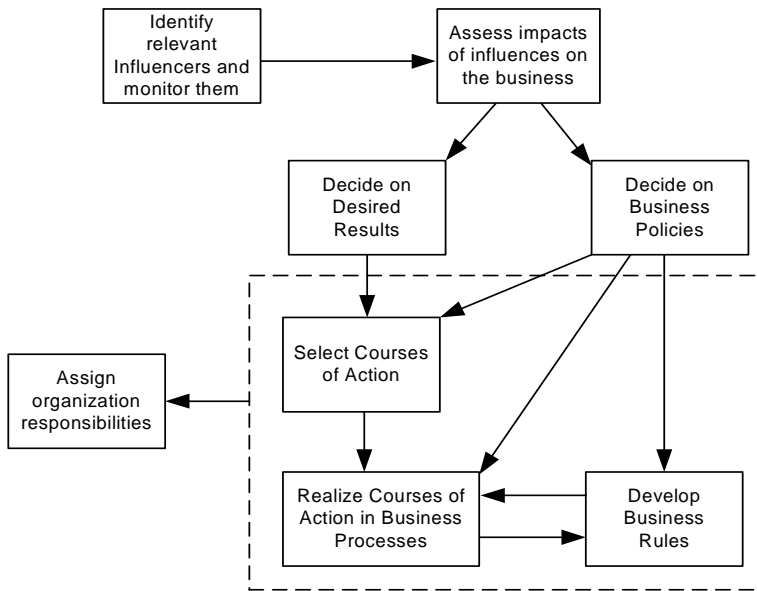 Identify
relevant
Influencers and
monitor them
Assess impacts
of influences on
the business
Decide on
Desired
Results
Decide on
Business
Policies
Select Courses
of Action
Assign
organization
responsibilities
Realize Courses of
Action in Business
Processes
Develop
Business
Rules